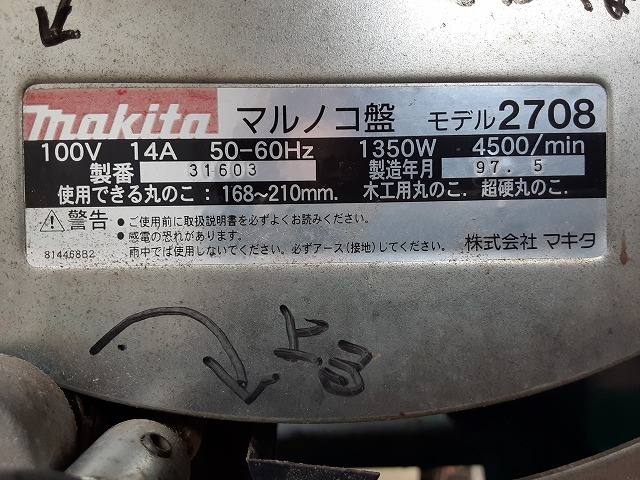 makita マルノコ盤 モデル2708
100V 14A 50-60Hz 1350W 4500/min
製番 31603 製造年月 97. 5
使用できる丸のこ：168～210mm. 木工用丸のこ. 超硬丸のこ.
警告 ●ご使用前に取扱説明書を必ずよくお読みください。
●感電の恐れがあります。
雨中では使用しないでください。必ずアース（接地）してください。
814468B2 株式会社 マキタ